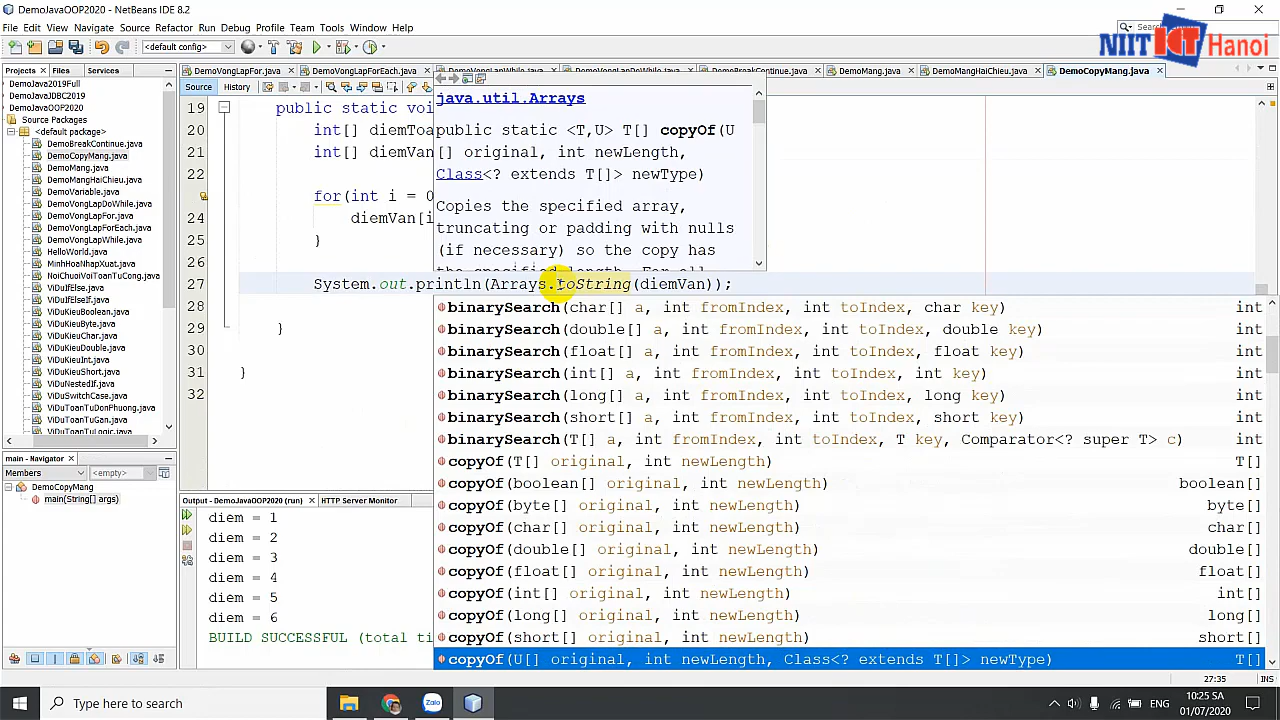 DemoJavaOOP2020 - NetBeans IDE 8.2
File Edit View Navigate Source Refactor Run Debug Profile Team Tools Window Help
NIIT ICT Hanoi
<default config>
Projects Files Services
DemoVongLapFor.java DemoVongLapForEach.java DemoVongLapWhile.java DemoVongLapDoWhile.java DemoBreakContinue.java DemoMang.java DemoMangHaiChieu.java DemoCopyMang.java
Source History
DemoJava2019Full
DemoJavaJDBC2019
DemoJavaOOP2020
Source Packages
<default package>
DemoBreakContinue.java
DemoCopyMang.java
DemoMang.java
DemoMangHaiChieu.java
DemoVariable.java
DemoVongLapDoWhile.java
DemoVongLapFor.java
DemoVongLapForEach.java
DemoVongLapWhile.java
HelloWorld.java
MinhHoaNhapXuat.java
NoiChuoiVoiToanTuCong.java
ViDuIfElse.java
ViDuKieuBoolean.java
ViDuKieuByte.java
ViDuKieuChar.java
ViDuKieuDouble.java
ViDuKieuInt.java
ViDuKieuShort.java
ViDuNestedIf.java
ViDuSwitchCase.java
ViDuToanTuDonPhuong.java
ViDuToanTuGan.java
ViDuToanTuLogic.java
19 public static voi
20 int[] diemToa
21 int[] diemVan
22
for(int i = 0
24 diemVan[i
25 }
26
27 System.out.println(Arrays.toString(diemVan));
28
29 }
30
31 }
32
java.util.Arrays
public static <T,U> T[] copyOf(U
[] original, int newLength,
Class<? extends T[]> newType)
Copies the specified array,
truncating or padding with nulls
(if necessary) so the copy has
the specified length. For all
binarySearch(char[] a, int fromIndex, int toIndex, char key) int
binarySearch(double[] a, int fromIndex, int toIndex, double key) int
binarySearch(float[] a, int fromIndex, int toIndex, float key) int
binarySearch(int[] a, int fromIndex, int toIndex, int key) int
binarySearch(long[] a, int fromIndex, int toIndex, long key) int
binarySearch(short[] a, int fromIndex, int toIndex, short key) int
binarySearch(T[] a, int fromIndex, int toIndex, T key, Comparator<? super T> c) int
copyOf(T[] original, int newLength) T[]
copyOf(boolean[] original, int newLength) boolean[]
copyOf(byte[] original, int newLength) byte[]
copyOf(char[] original, int newLength) char[]
copyOf(double[] original, int newLength) double[]
copyOf(float[] original, int newLength) float[]
copyOf(int[] original, int newLength) int[]
copyOf(long[] original, int newLength) long[]
copyOf(short[] original, int newLength) short[]
copyOf(U[] original, int newLength, Class<? extends T[]> newType) T[]
main - Navigator
Members <empty>
DemoCopyMang
main(String[] args)
Output - DemoJavaOOP2020 (run) HTTP Server Monitor
diem = 1
diem = 2
diem = 3
diem = 4
diem = 5
diem = 6
BUILD SUCCESSFUL (total ti
27:35 INS
Type here to search
Zalo
ENG
10:25 SA
01/07/2020